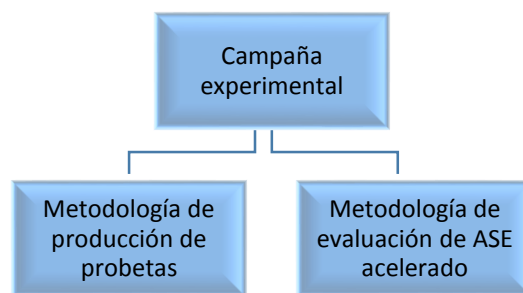 Campaña
experimental
Metodología de
producción de
probetas
Metodología de
evaluación de ASE
acelerado